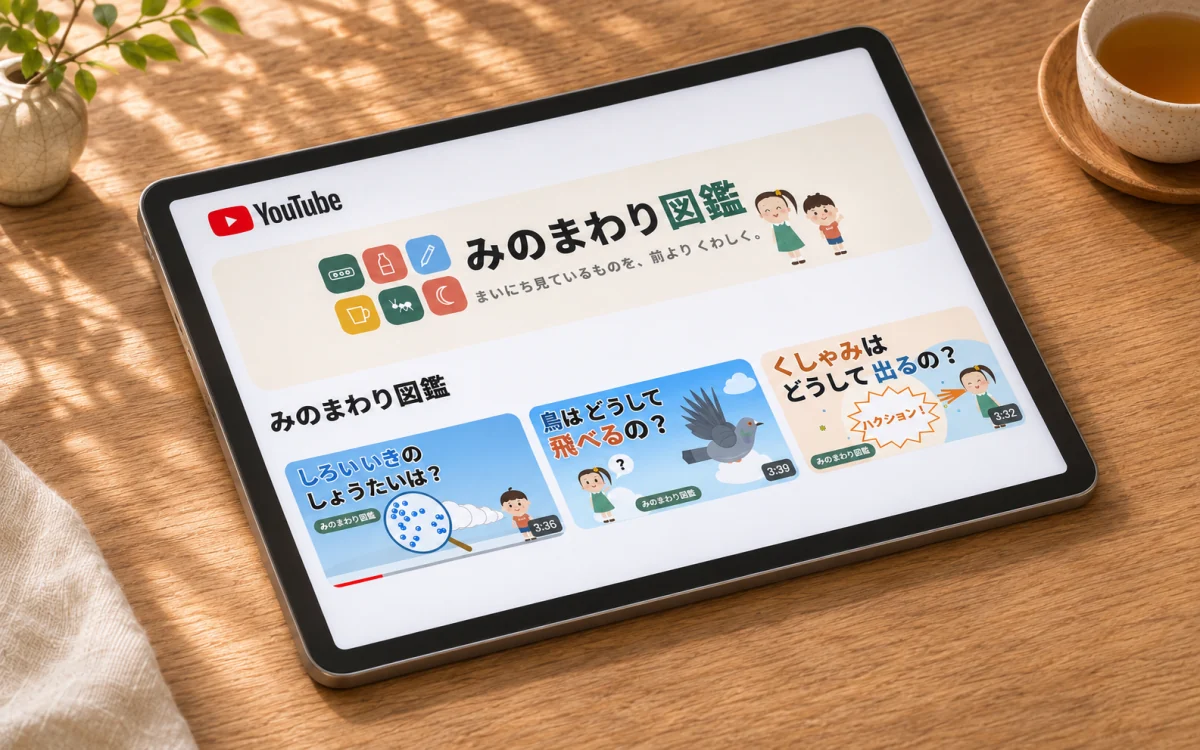 YouTube
みのまわり図鑑
まいにち見ているものを、前より くわしく。
みのまわり図鑑
しろい いきの
しょうたいは？
みのまわり図鑑
3:36
鳥は どうして
飛べるの？
?
みのまわり図鑑
3:39
くしゃみは
どうして 出るの？
ハクション！
みのまわり図鑑
3:32